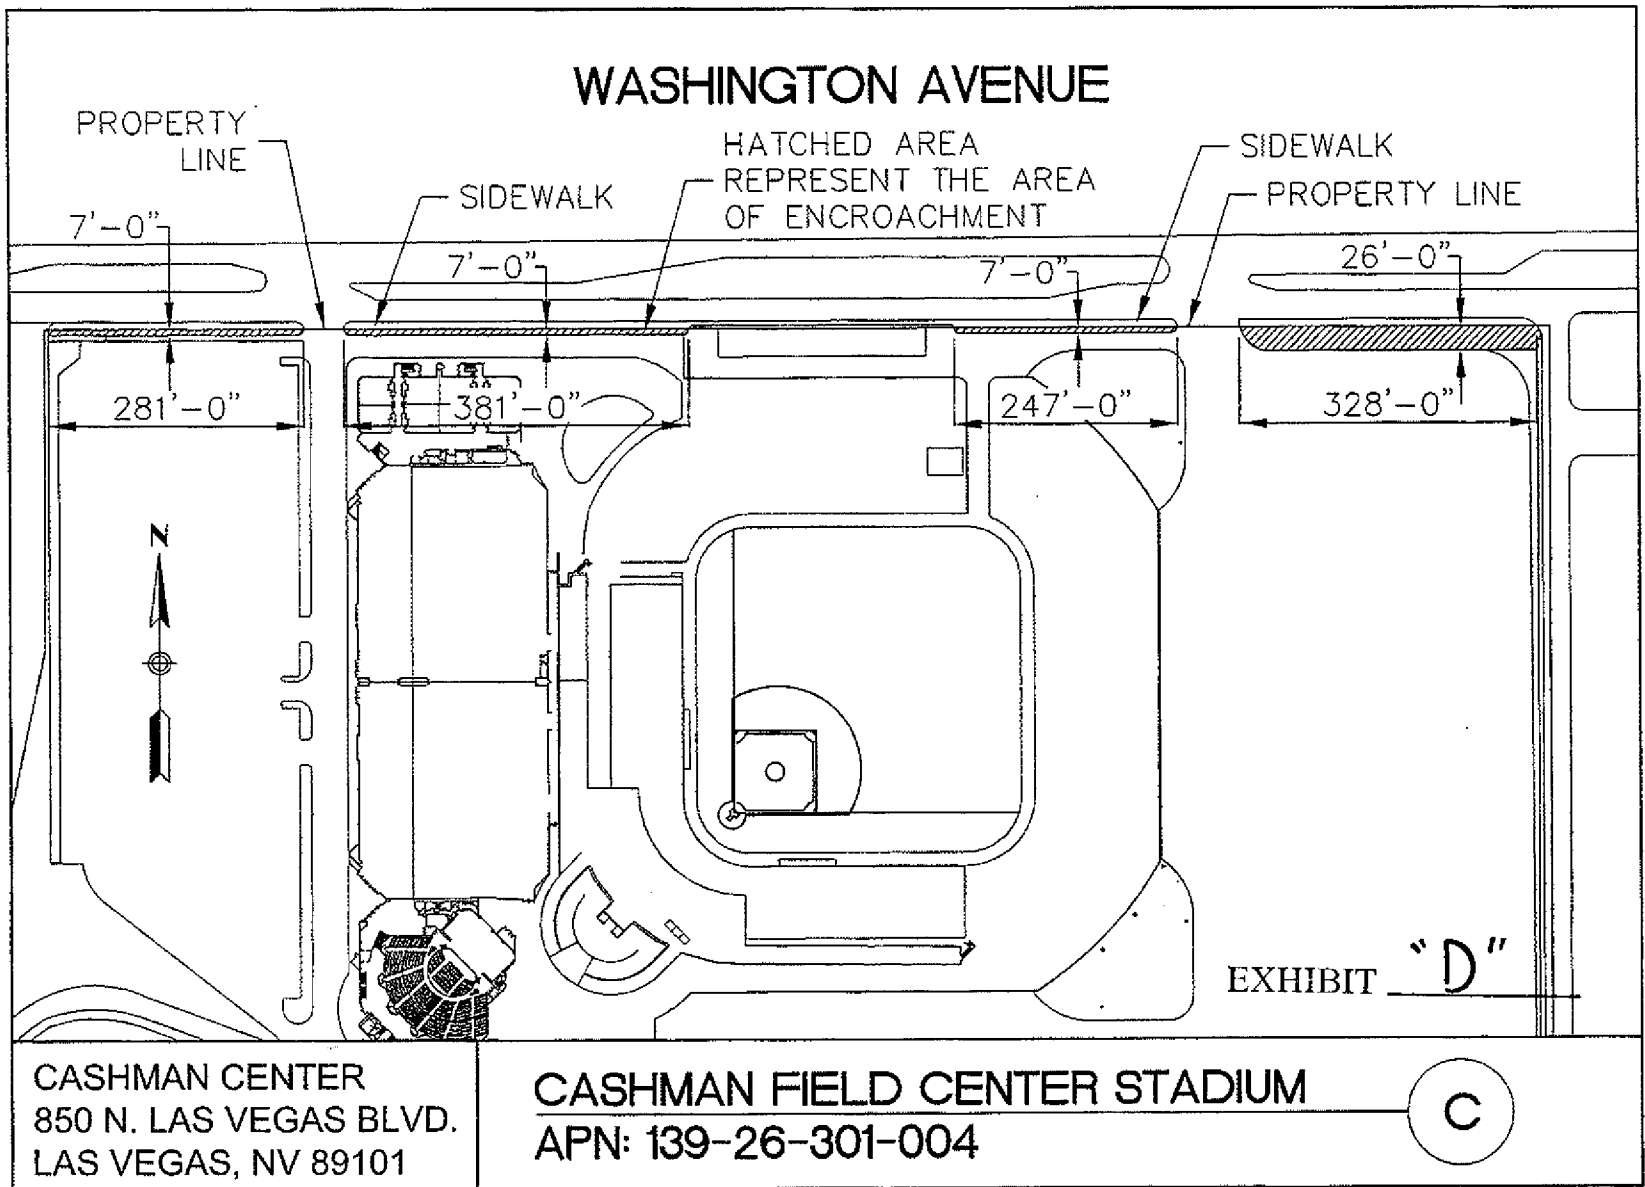 WASHINGTON AVENUE
PROPERTY
LINE
HATCHED AREA
REPRESENT THE AREA
OF ENCROACHMENT
SIDEWALK
SIDEWALK
PROPERTY LINE
7'-0"
7'-0"
7'-0"
26'-0"
281'-0"
381'-0"
247'-0"
328'-0"
N
EXHIBIT "D"
CASHMAN CENTER
850 N. LAS VEGAS BLVD.
LAS VEGAS, NV 89101
CASHMAN FIELD CENTER STADIUM
APN: 139-26-301-004
C